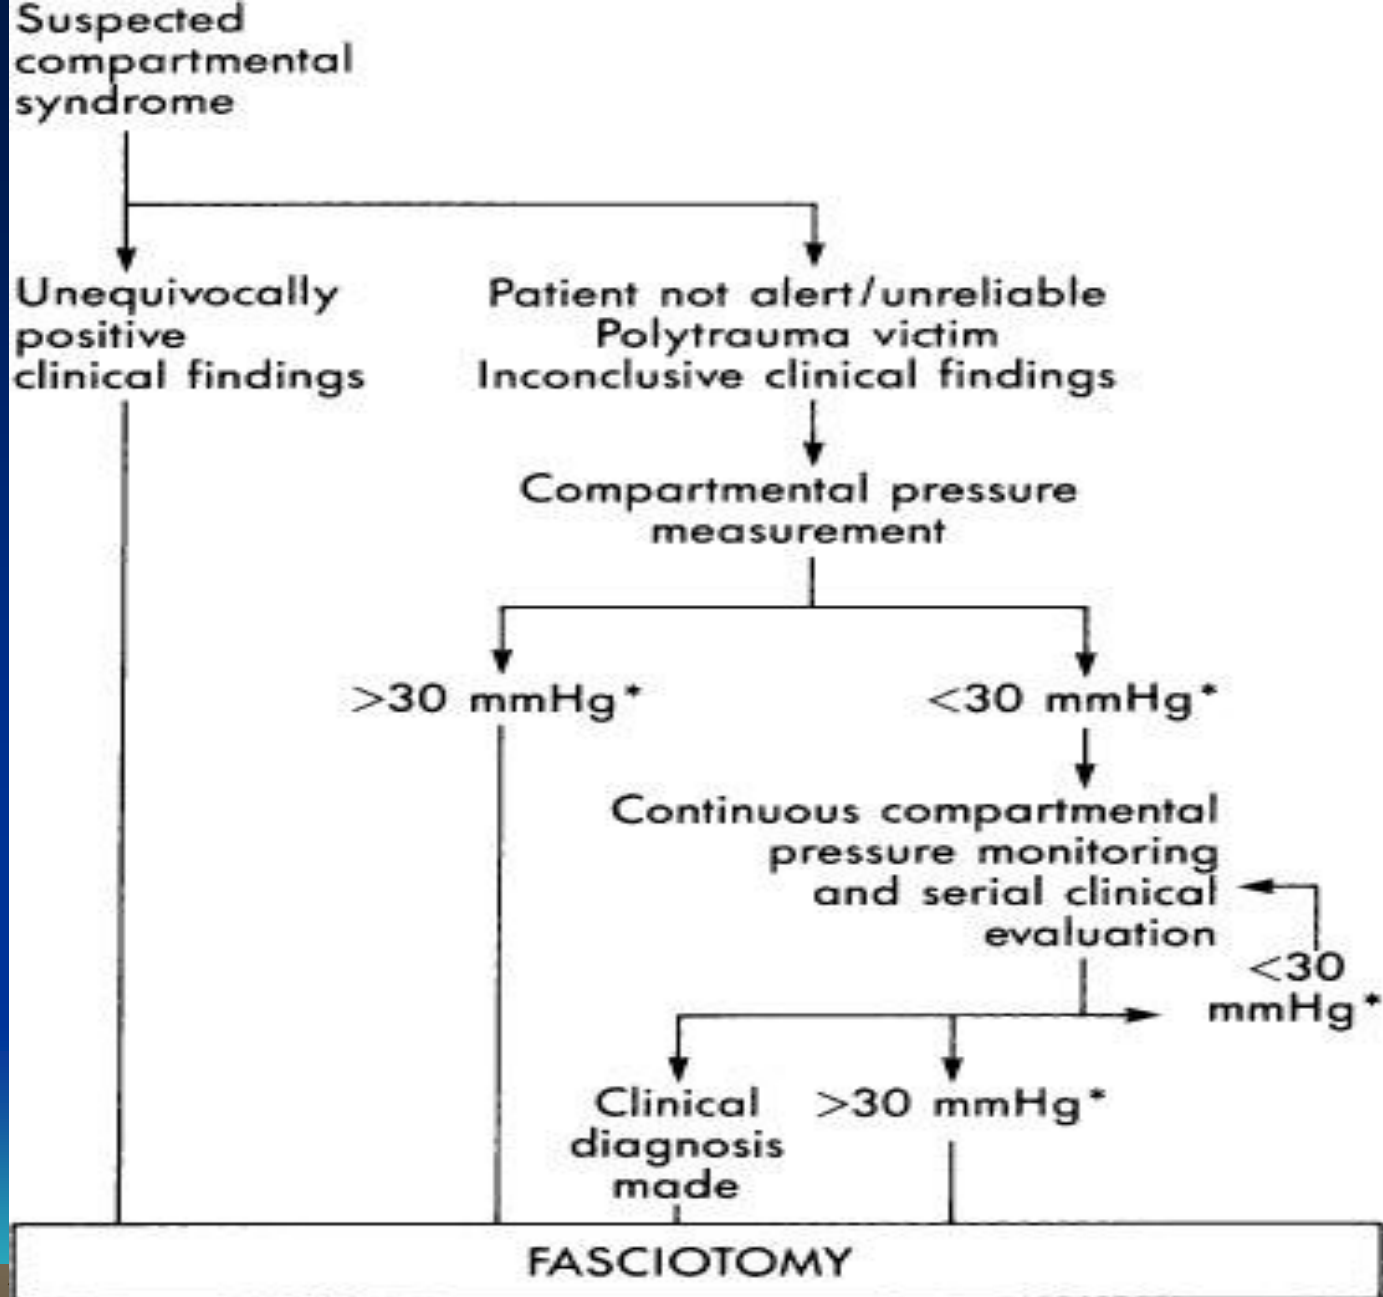 Suspected
compartmental
syndrome
Unequivocally
positive
clinical findings
Patient not alert/unreliable
Polytrauma victim
Inconclusive clinical findings
Compartmental pressure
measurement
>30 mmHg*
<30 mmHg*
Continuous compartmental
pressure monitoring
and serial clinical
evaluation
<30
mmHg*
Clinical
diagnosis
made
>30 mmHg*
FASCIOTOMY